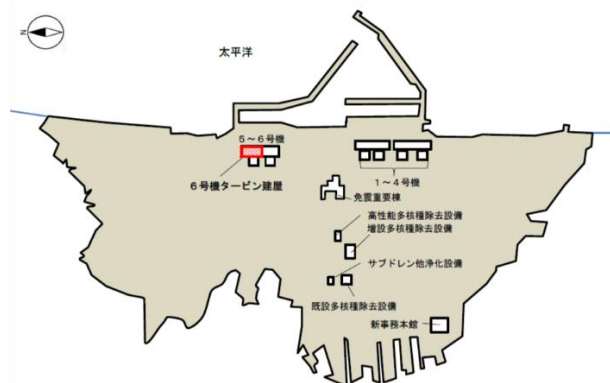 N
太平洋
5～6号機
6号機タービン建屋
1～4号機
免震重要棟
高性能多核種除去設備
増設多核種除去設備
サブドレン他浄化設備
既設多核種除去設備
新事務本館